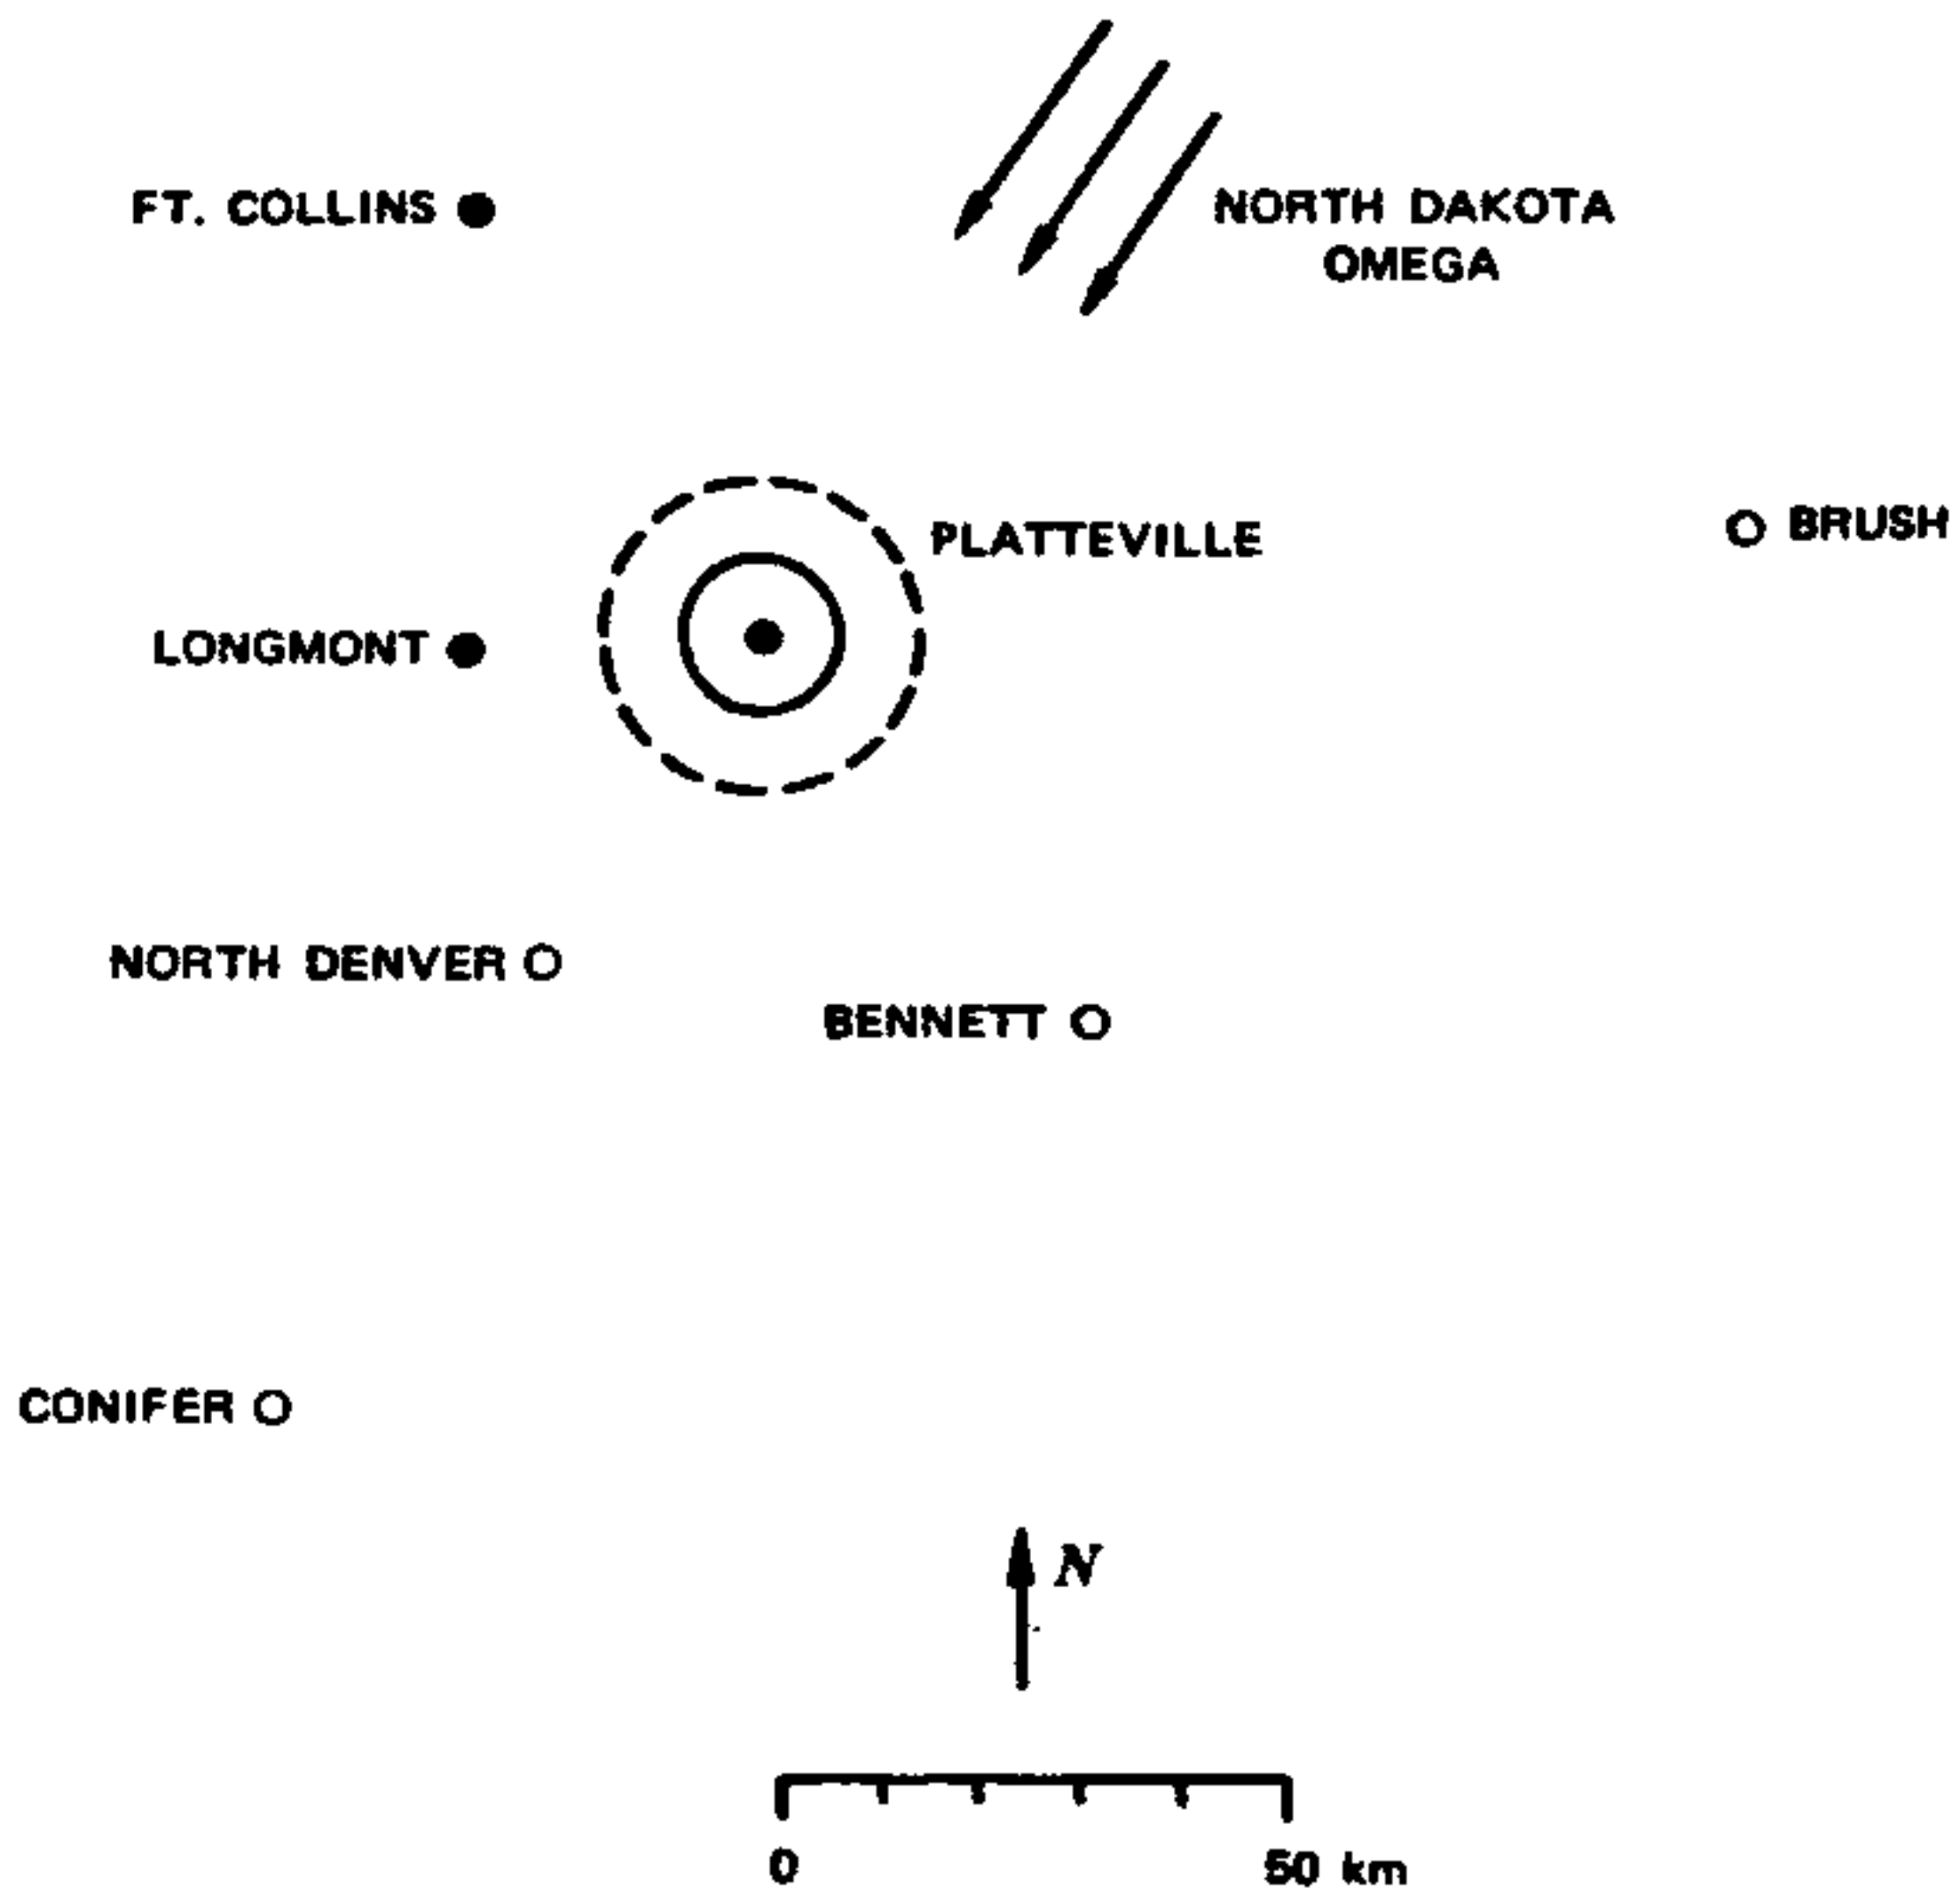 FT. COLLINS
NORTH DAKOTA
OMEGA
PLATTEVILLE
BRUSH
LONGMONT
NORTH DENVER
BENNETT
CONIFER
N
0
50 km